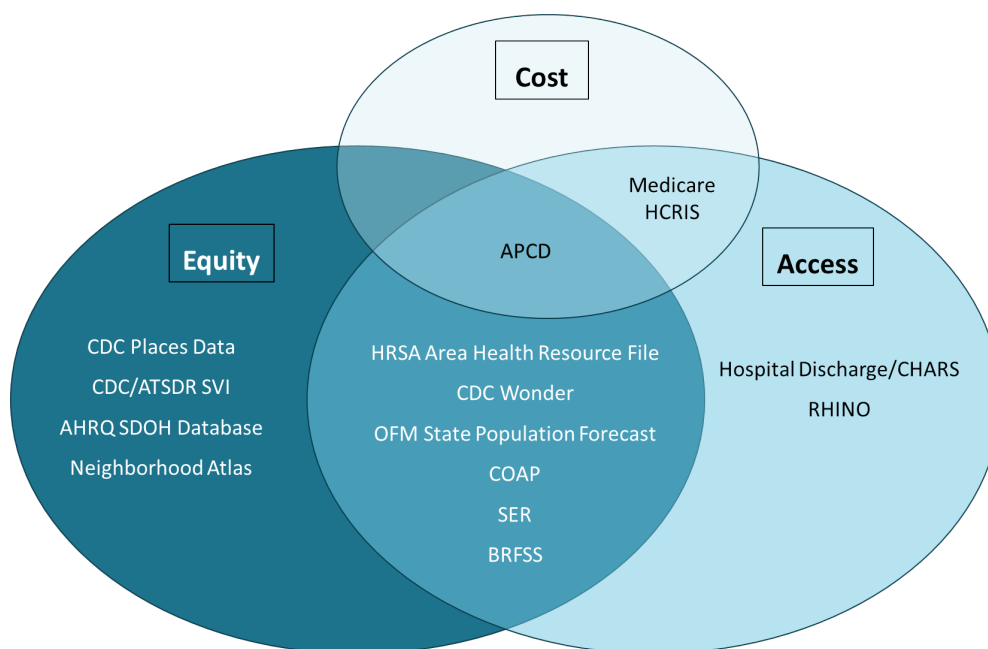 Cost
Medicare
HCRIS
APCD
Equity
Access
CDC Places Data
CDC/ATSDR SVI
AHRQ SDOH Database
Neighborhood Atlas
HRSA Area Health Resource File
CDC Wonder
OFM State Population Forecast
COAP
SER
BRFSS
Hospital Discharge/CHARS
RHINO